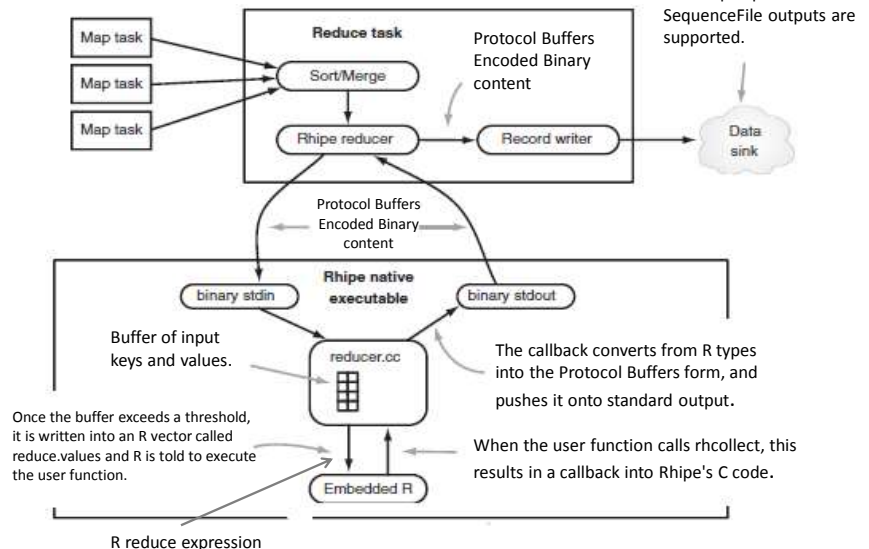 SequenceFile outputs are
supported.
Map task
Map task
Map task
Reduce task
Sort/Merge
Protocol Buffers
Encoded Binary
content
Rhipe reducer
Record writer
Data
sink
Protocol Buffers
Encoded Binary
content
Rhipe native
executable
binary stdin
binary stdout
Buffer of input
keys and values.
reducer.cc
The callback converts from R types
into the Protocol Buffers form, and
pushes it onto standard output.
Once the buffer exceeds a threshold,
it is written into an R vector called
reduce.values and R is told to execute
the user function.
When the user function calls rhcollect, this
results in a callback into Rhipe's C code.
Embedded R
R reduce expression